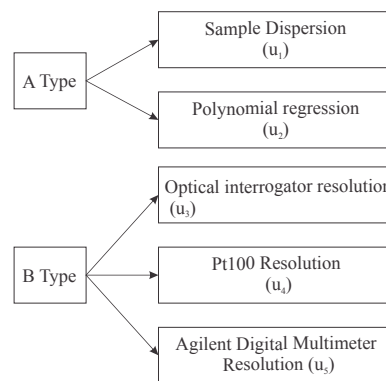 A Type
Sample Dispersion
(u₁)
Polynomial regression
(u₂)
B Type
Optical interrogator resolution
(u₃)
Pt100 Resolution
(u₄)
Agilent Digital Multimeter
Resolution (u₅)